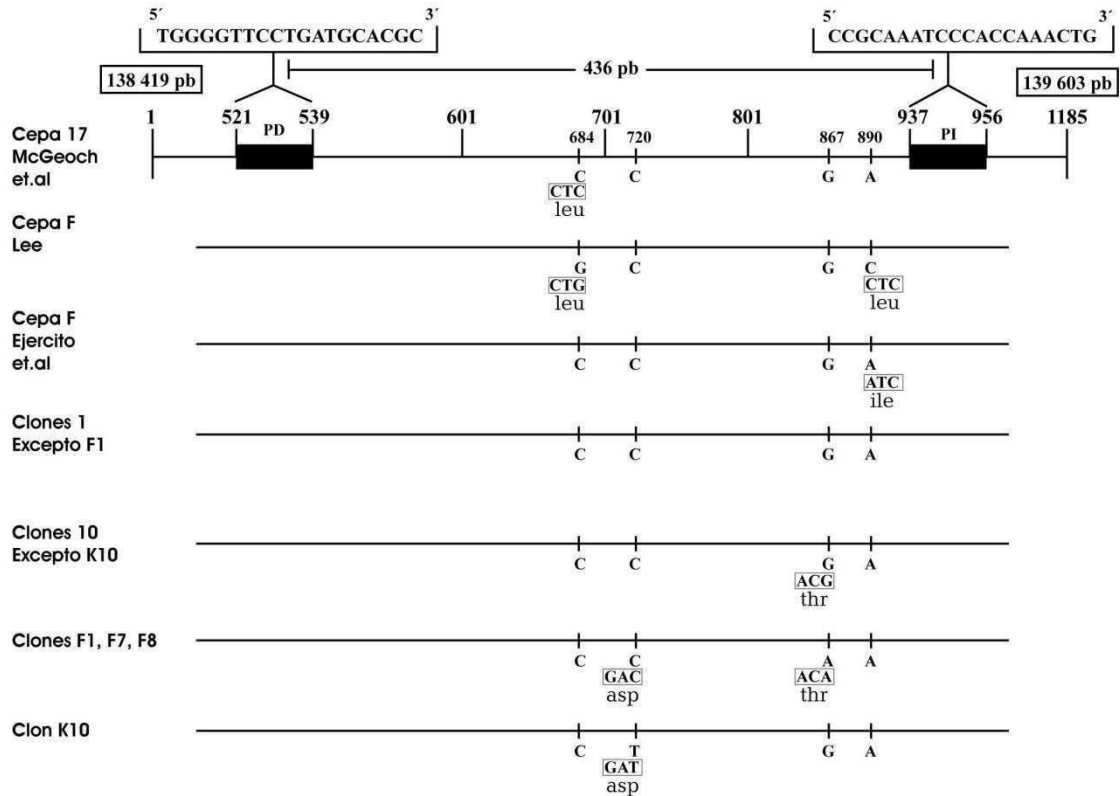 5´ 3´
TGGGGTTCCTGATGCACGC
5´ 3´
CCGCAAATCCCACCAAACTG
138 419 pb
436 pb
139 603 pb
1 521 PD 539 601 684 701 720 801 867 890 937 PI 956 1185
Cepa 17
McGeoch
et.al
C C G A
CTC
leu
Cepa F
Lee
G C G C
CTG CTC
leu leu
Cepa F
Ejercito
et.al
C C G A
ATC
ile
Clones 1
Excepto F1
C C G A
Clones 10
Excepto K10
C C G A
ACG
thr
Clones F1, F7, F8
C C A A
GAC ACA
asp thr
Clon K10
C T G A
GAT
asp